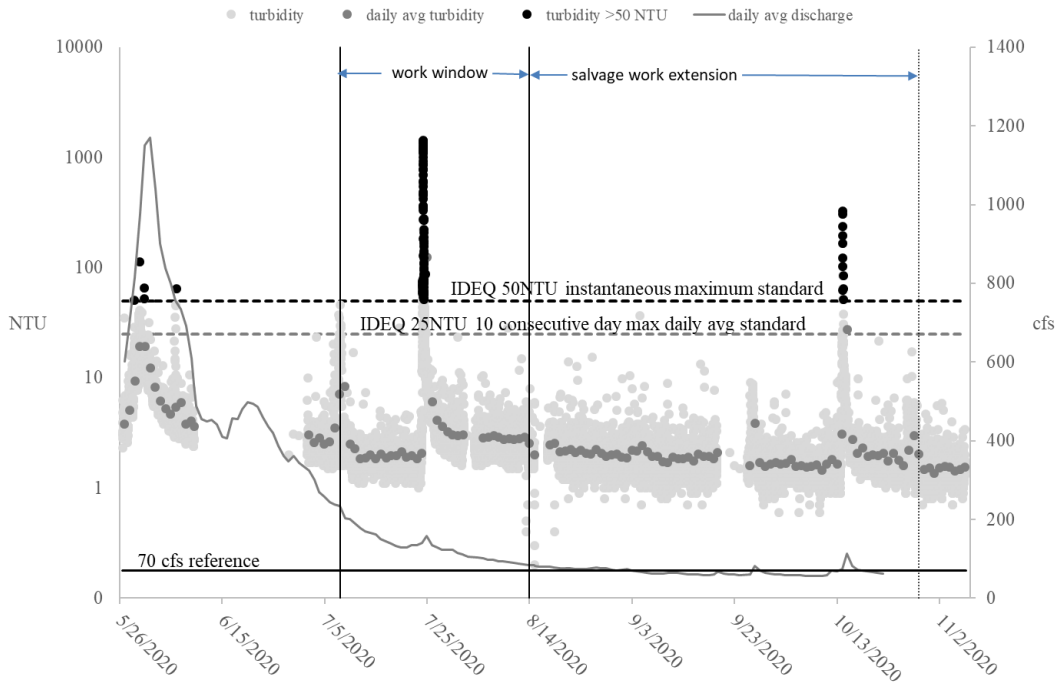 turbidity
daily avg turbidity
turbidity >50 NTU
daily avg discharge
10000
1000
100
10
1
0
NTU
1400
1200
1000
800
600
400
200
0
cfs
work window
salvage work extension
IDEQ 50NTU instantaneous maximum standard
IDEQ 25NTU 10 consecutive day max daily avg standard
70 cfs reference
5/26/2020
6/15/2020
7/5/2020
7/25/2020
8/14/2020
9/3/2020
9/23/2020
10/13/2020
11/2/2020